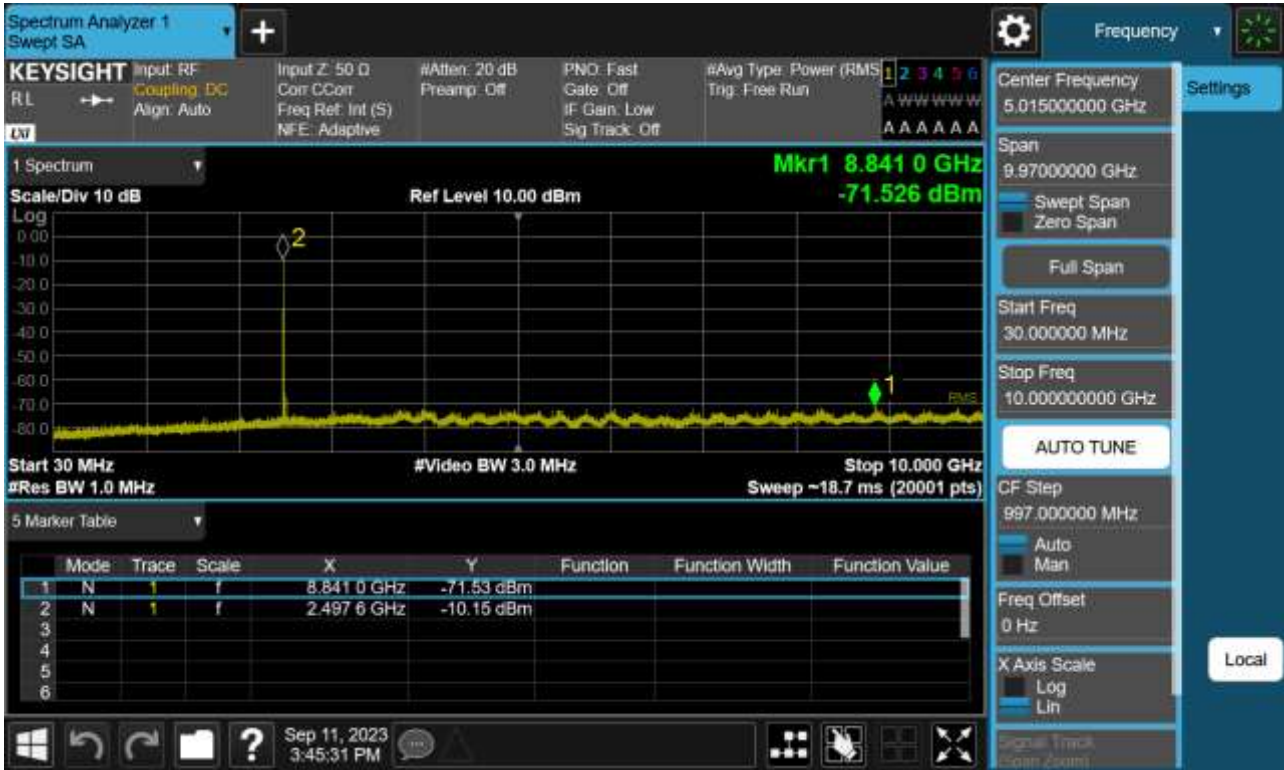 Spectrum Analyzer 1
Swept SA
+
Frequency
KEYSIGHT
RL
LXI
Input: RF
Coupling: DC
Align: Auto
Input Z: 50 Ω
Corr CCorr
Freq Ref: Int (S)
NFE: Adaptive
#Atten: 20 dB
Preamp: Off
PNO: Fast
Gate: Off
IF Gain: Low
Sig Track: Off
#Avg Type: Power (RMS
Trig: Free Run
1 2 3 4 5 6
A W W W W W
A A A A A A
1 Spectrum
Scale/Div 10 dB
Ref Level 10.00 dBm
Mkr1 8.841 0 GHz
-71.526 dBm
Log
0.00
-10.0
-20.0
-30.0
-40.0
-50.0
-60.0
-70.0
-80.0
2
1
RMS
Start 30 MHz
#Video BW 3.0 MHz
Stop 10.000 GHz
#Res BW 1.0 MHz
Sweep ~18.7 ms (20001 pts)
5 Marker Table
Mode Trace Scale X Y Function Function Width Function Value
1 N 1 f 8.841 0 GHz -71.53 dBm
2 N 1 f 2.497 6 GHz -10.15 dBm
3
4
5
6
Center Frequency
5.015000000 GHz
Settings
Span
9.97000000 GHz
Swept Span
Zero Span
Full Span
Start Freq
30.000000 MHz
Stop Freq
10.000000000 GHz
AUTO TUNE
CF Step
997.000000 MHz
Auto
Man
Freq Offset
0 Hz
X Axis Scale
Log
Lin
Local
Signal Track
(Span Zoom)
?
Sep 11, 2023
3:45:31 PM